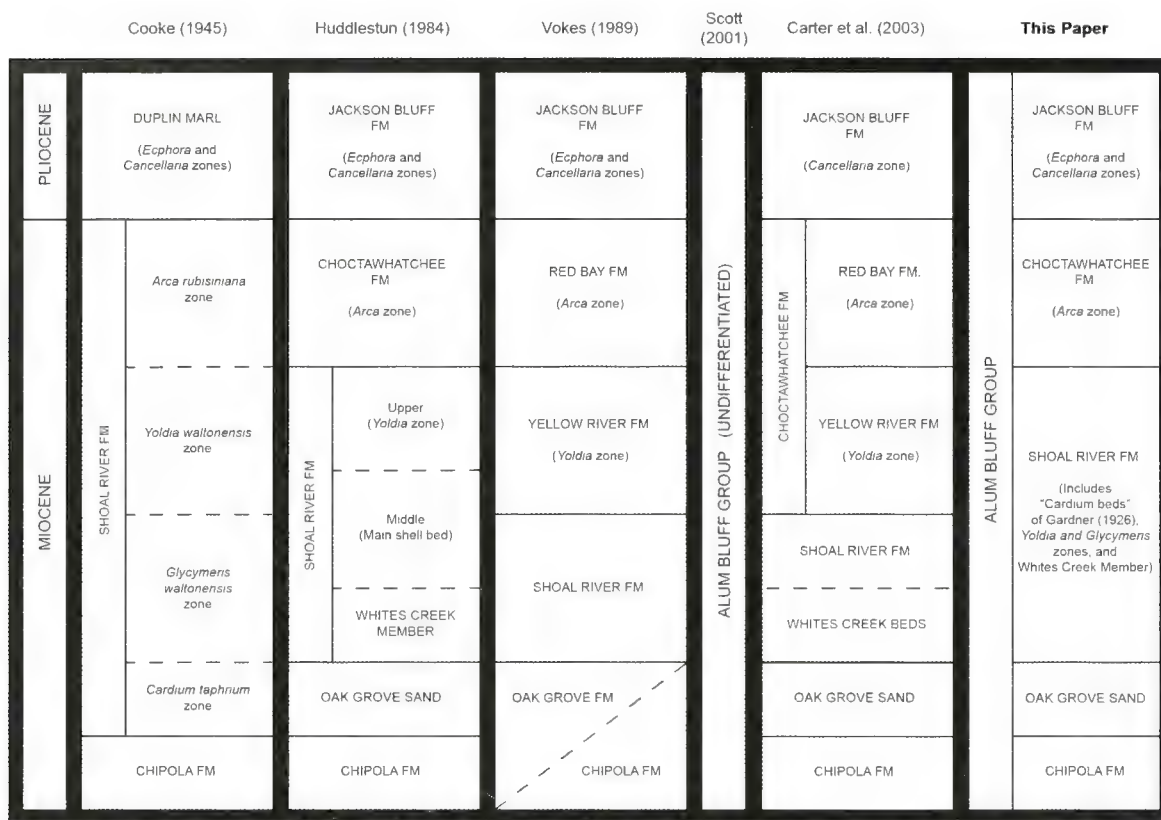 Cooke (1945)
Huddlestun (1984)
Vokes (1989)
Scott
(2001)
Carter et al. (2003)
This Paper
PLIOCENE
MIOCENE
DUPLIN MARL
(Ecphora and
Cancellaria zones)
SHOAL RIVER FM
Arca rubisiniana
zone
Yoldia waltonensis
zone
Glycymeris
waltonensis
zone
Cardium taphrium
zone
CHIPOLA FM
JACKSON BLUFF
FM
(Ecphora and
Cancellaria zones)
CHOCTAWHATCHEE
FM
(Arca zone)
SHOAL RIVER FM
Upper
(Yoldia zone)
Middle
(Main shell bed)
WHITES CREEK
MEMBER
OAK GROVE SAND
CHIPOLA FM
JACKSON BLUFF
FM
(Ecphora and
Cancellaria zones)
RED BAY FM
(Arca zone)
YELLOW RIVER FM
(Yoldia zone)
SHOAL RIVER FM
OAK GROVE FM
CHIPOLA FM
ALUM BLUFF GROUP (UNDIFFERENTIATED)
JACKSON BLUFF
FM
(Cancellaria zone)
CHOCTAWHATCHEE FM
RED BAY FM.
(Arca zone)
YELLOW RIVER FM
(Yoldia zone)
SHOAL RIVER FM
WHITES CREEK BEDS
OAK GROVE SAND
CHIPOLA FM
ALUM BLUFF GROUP
JACKSON BLUFF
FM
(Ecphora and
Cancellaria zones)
CHOCTAWHATCHEE
FM
(Arca zone)
SHOAL RIVER FM
(Includes
"Cardium beds"
of Gardner (1926),
Yoldia and Glycymeris
zones, and
Whites Creek Member)
OAK GROVE SAND
CHIPOLA FM